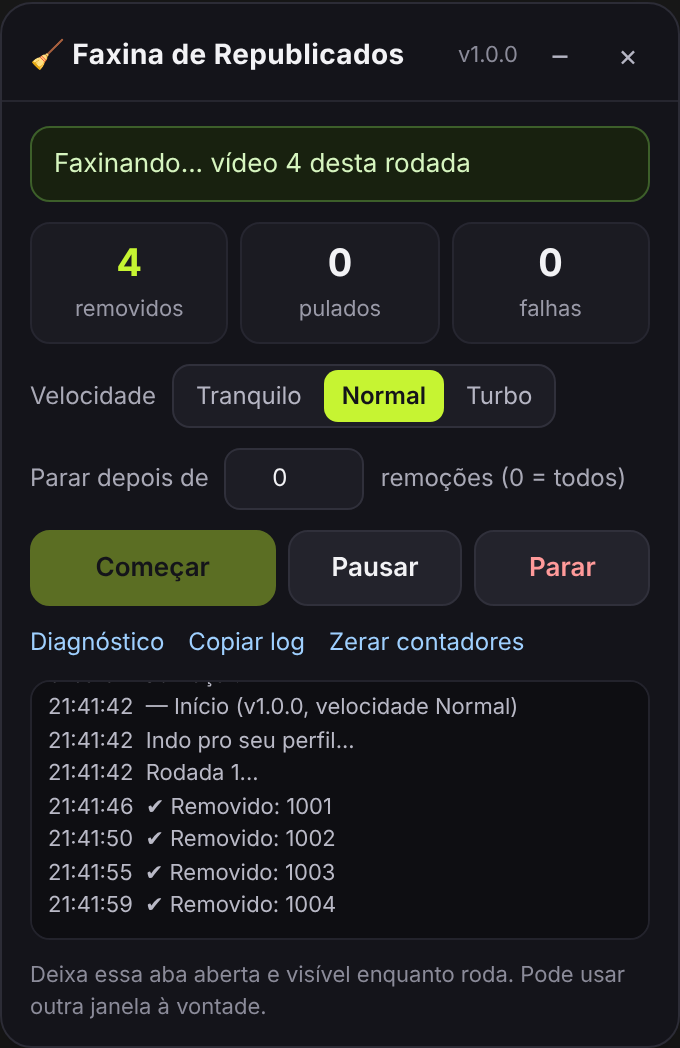 🧹 Faxina de Republicados v1.0.0 – ×
Faxinando... vídeo 4 desta rodada
4 0 0
removidos pulados falhas
Velocidade Tranquilo Normal Turbo
Parar depois de 0 remoções (0 = todos)
Começar Pausar Parar
Diagnóstico Copiar log Zerar contadores
21:41:42 — Início (v1.0.0, velocidade Normal)
21:41:42 Indo pro seu perfil...
21:41:42 Rodada 1...
21:41:46 ✔ Removido: 1001
21:41:50 ✔ Removido: 1002
21:41:55 ✔ Removido: 1003
21:41:59 ✔ Removido: 1004
Deixa essa aba aberta e visível enquanto roda. Pode usar
outra janela à vontade.